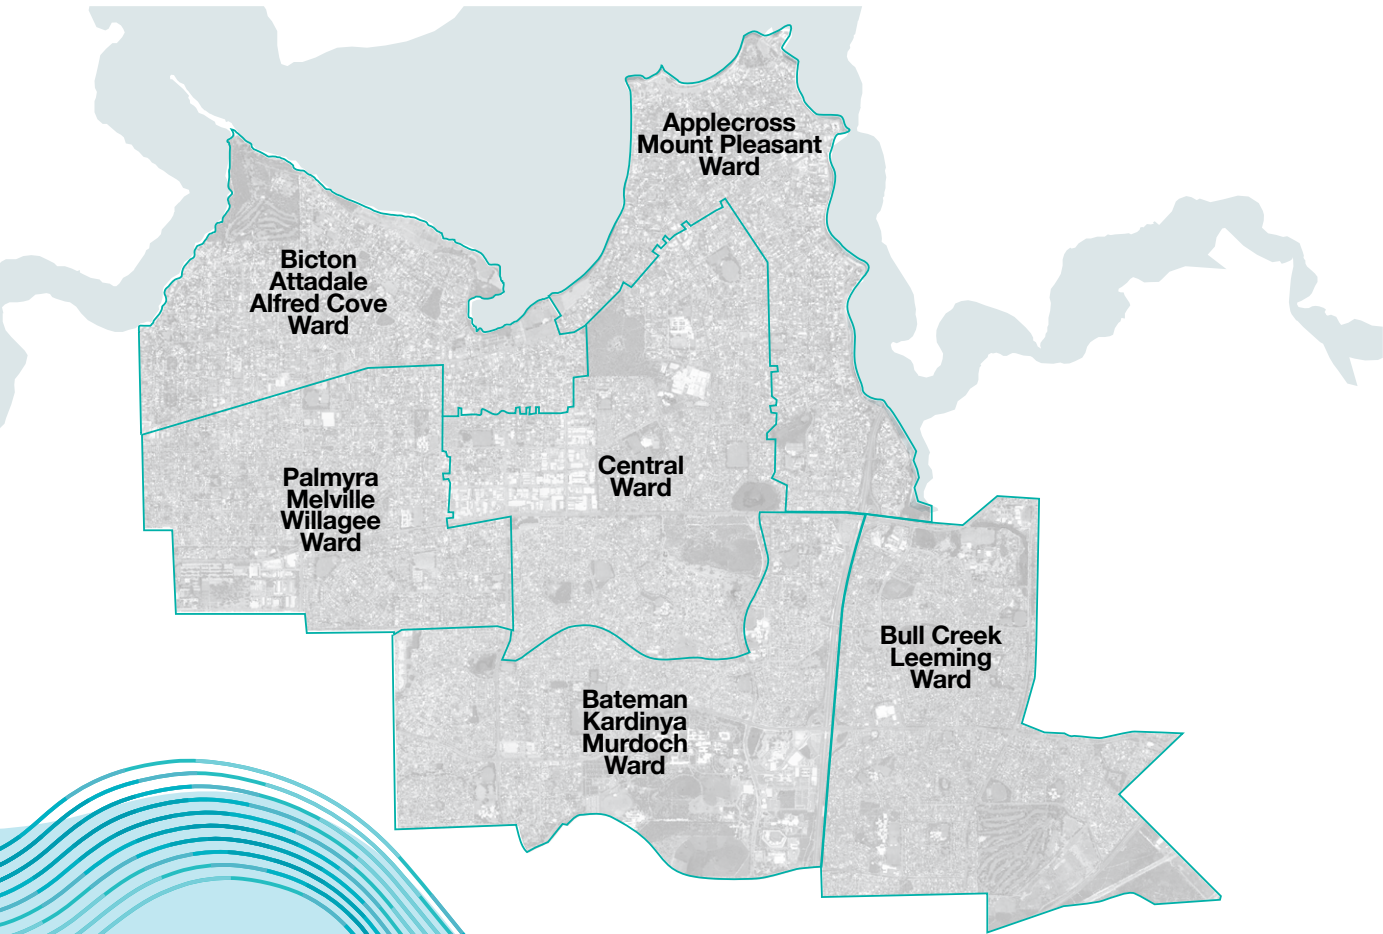 Applecross
Mount Pleasant
Ward
Bicton
Attadale
Alfred Cove
Ward
Central
Ward
Palmyra
Melville
Willagee
Ward
Bull Creek
Leeming
Ward
Bateman
Kardinya
Murdoch
Ward